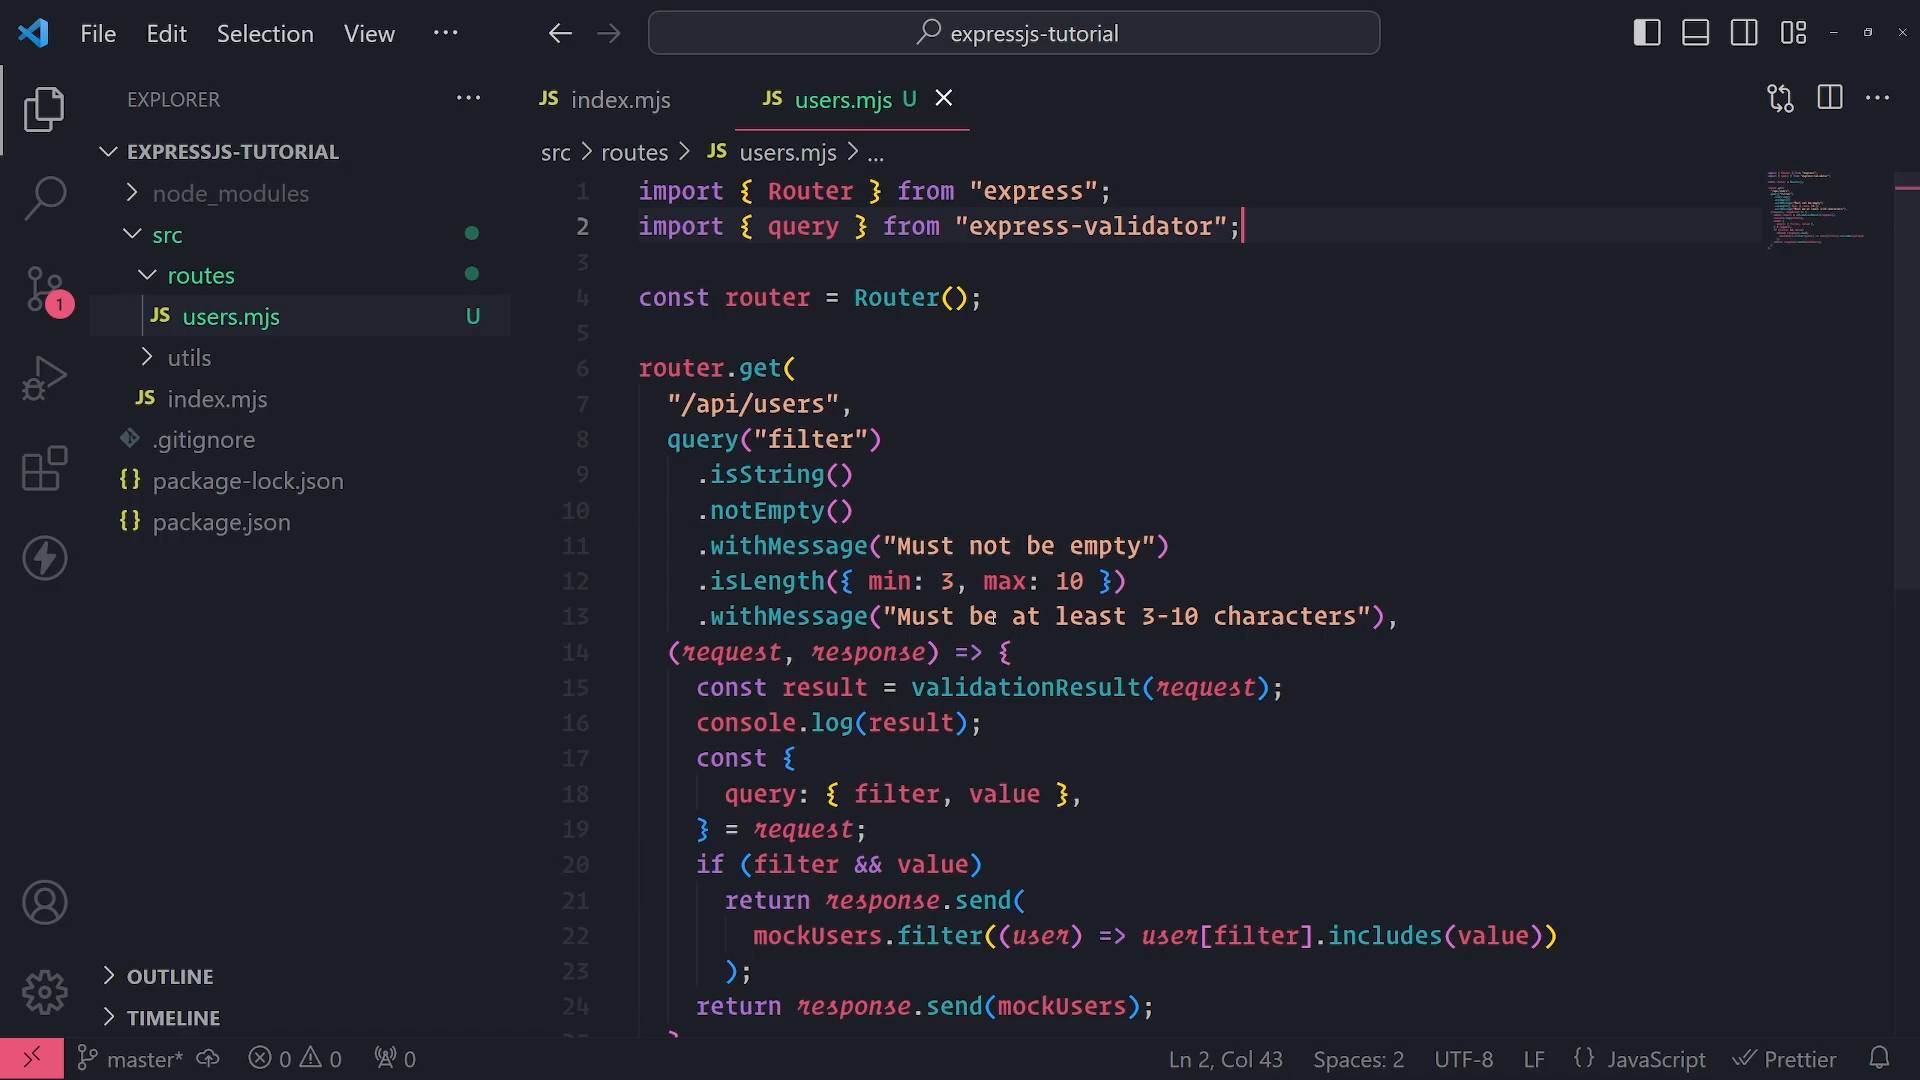 File Edit Selection View ··· expressjs-tutorial
EXPLORER ···
JS index.mjs JS users.mjs U
EXPRESSJS-TUTORIAL
node_modules
src
routes
JS users.mjs U
utils
JS index.mjs
.gitignore
{} package-lock.json
{} package.json
OUTLINE
TIMELINE
1
src > routes > JS users.mjs > ...
1 import { Router } from "express";
2 import { query } from "express-validator";
3
4 const router = Router();
5
6 router.get(
7 "/api/users",
8 query("filter")
9 .isString()
10 .notEmpty()
11 .withMessage("Must not be empty")
12 .isLength({ min: 3, max: 10 })
13 .withMessage("Must be at least 3-10 characters"),
14 (request, response) => {
15 const result = validationResult(request);
16 console.log(result);
17 const {
18 query: { filter, value },
19 } = request;
20 if (filter && value)
21 return response.send(
22 mockUsers.filter((user) => user[filter].includes(value))
23 );
24 return response.send(mockUsers);
master* 0 0 0 Ln 2, Col 43 Spaces: 2 UTF-8 LF {} JavaScript Prettier